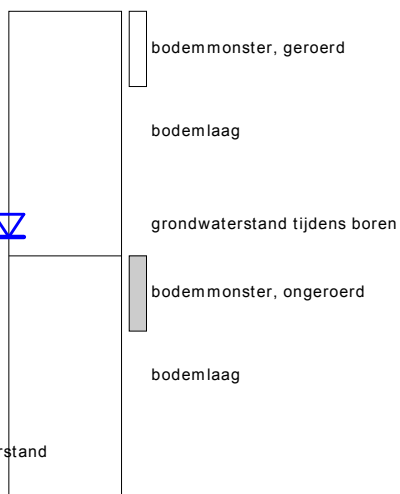 bodemmonster, geroerd
bodemlaag
grondwaterstand tijdens boren
bodemmonster, ongeroerd
bodemlaag
rstand